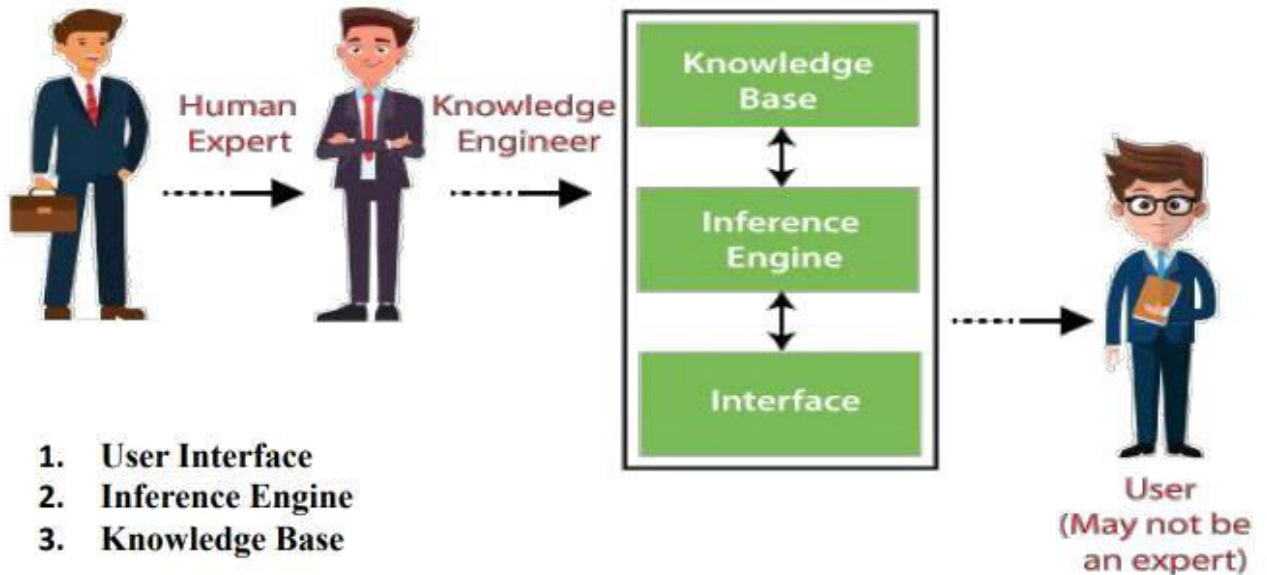 Human
Expert
Knowledge
Engineer
Knowledge
Base
Inference
Engine
Interface
User
(May not be
an expert)
1. User Interface
2. Inference Engine
3. Knowledge Base